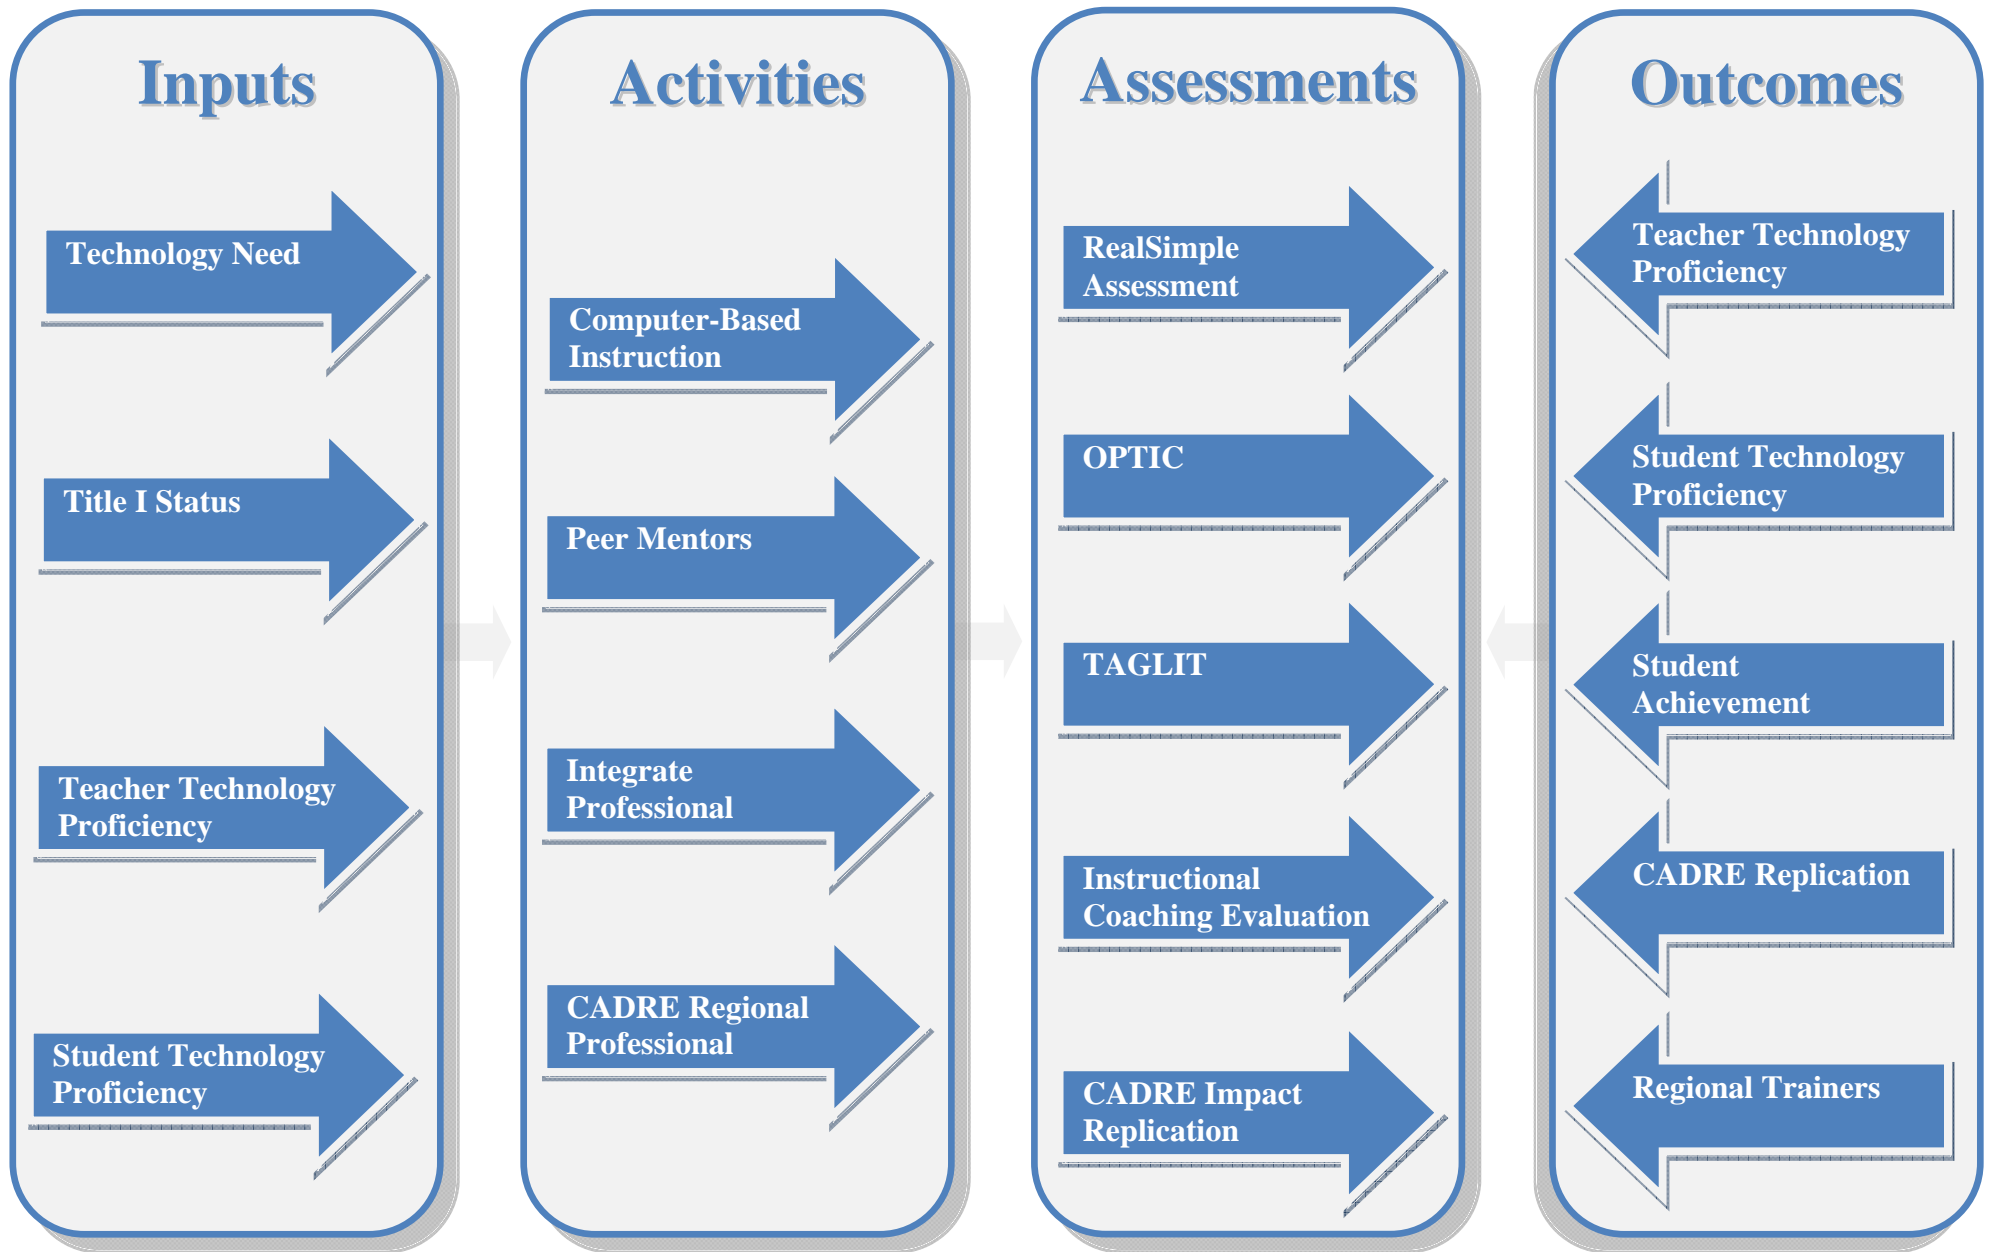 Inputs
Technology Need
Title I Status
Teacher Technology
Proficiency
Student Technology
Proficiency
Activities
Computer-Based
Instruction
Peer Mentors
Integrate
Professional
CADRE Regional
Professional
Assessments
RealSimple
Assessment
OPTIC
TAGLIT
Instructional
Coaching Evaluation
CADRE Impact
Replication
Outcomes
Teacher Technology
Proficiency
Student Technology
Proficiency
Student
Achievement
CADRE Replication
Regional Trainers